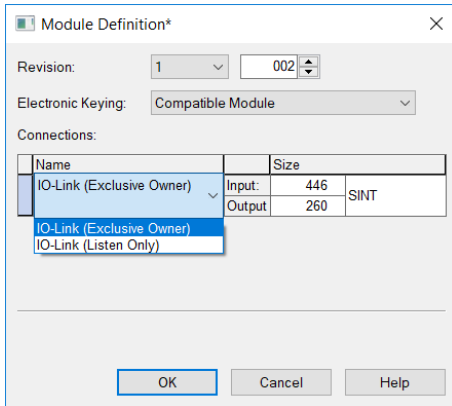 Module Definition*
Revision: 1 002
Electronic Keying: Compatible Module
Connections:
Name Size
IO-Link (Exclusive Owner) Input: 446 SINT
Output 260
IO-Link (Exclusive Owner)
IO-Link (Listen Only)
OK Cancel Help